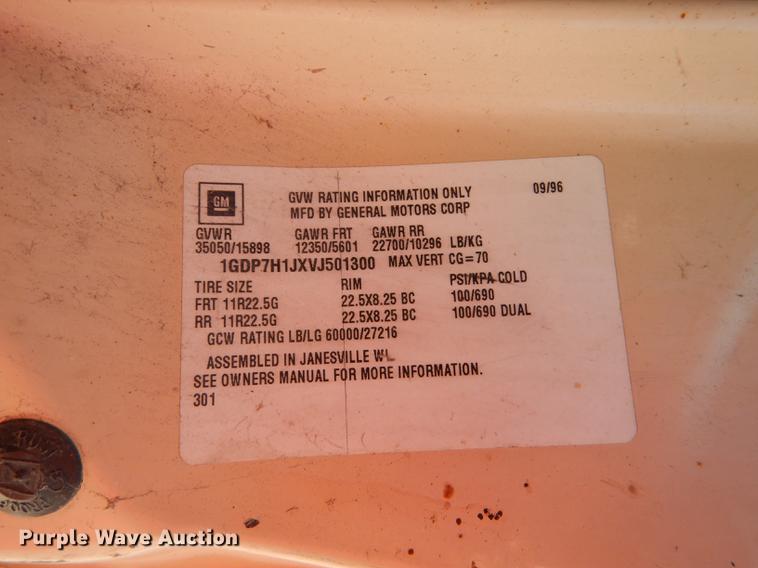 GM
GVW RATING INFORMATION ONLY 09/96
MFD BY GENERAL MOTORS CORP
GVWR GAWR FRT GAWR RR
35050/15898 12350/5601 22700/10296 LB/KG
1GDP7H1JXVJ501300 MAX VERT CG=70
TIRE SIZE RIM PSI/KPA COLD
FRT 11R22.5G 22.5X8.25 BC 100/690
RR 11R22.5G 22.5X8.25 BC 100/690 DUAL
GCW RATING LB/LG 60000/27216
ASSEMBLED IN JANESVILLE WI.
SEE OWNERS MANUAL FOR MORE INFORMATION.
301
RUST
Purple Wave Auction